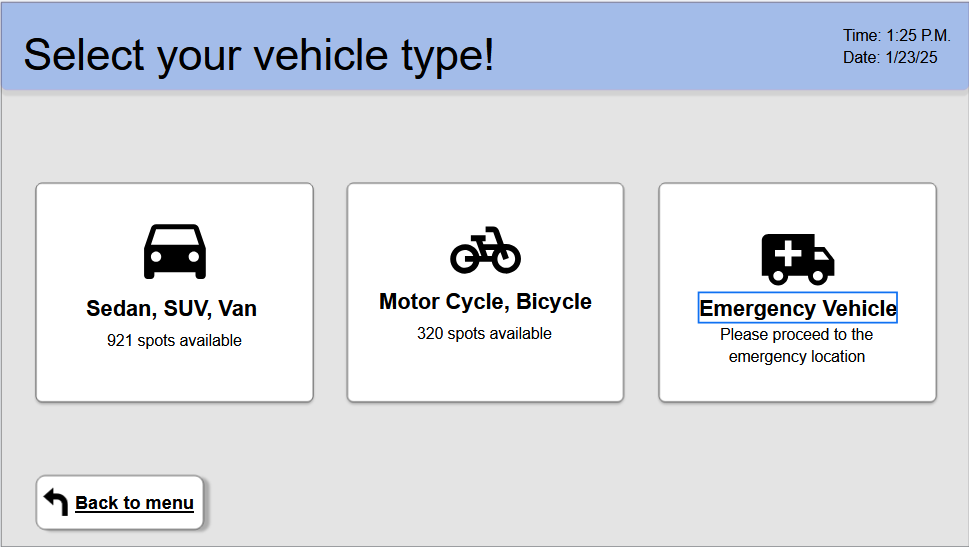 Select your vehicle type!
Time: 1:25 P.M.
Date: 1/23/25
Sedan, SUV, Van
921 spots available
Motor Cycle, Bicycle
320 spots available
Emergency Vehicle
Please proceed to the
emergency location
Back to menu